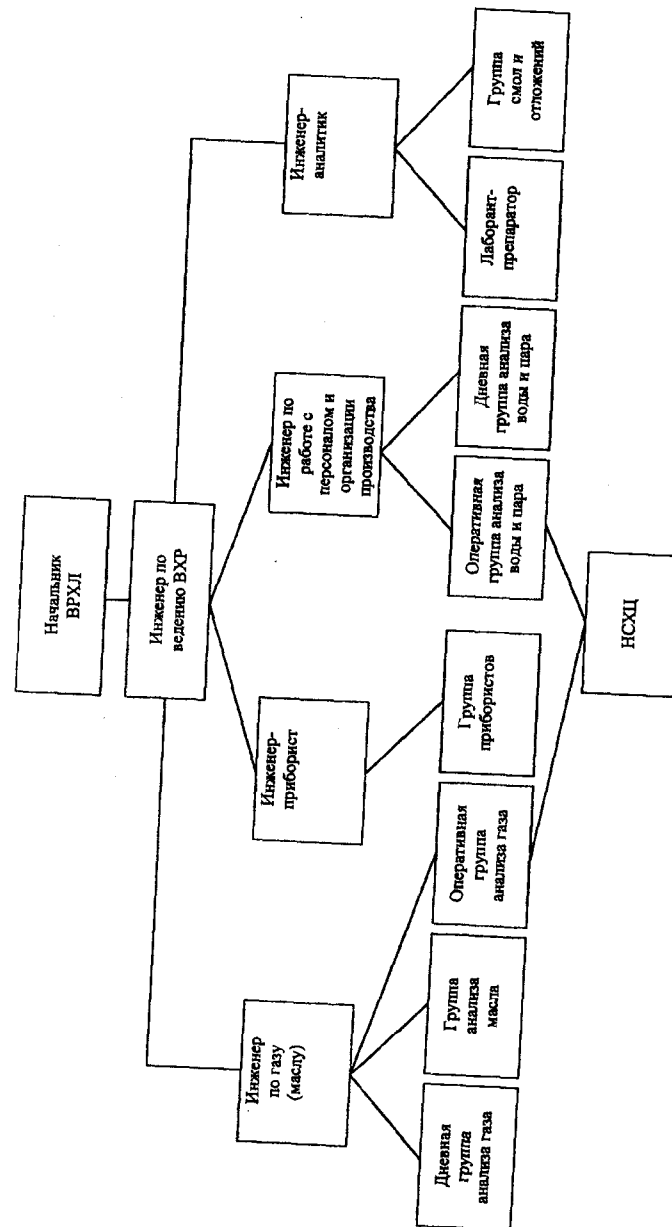 Начальник
ВРХЛ
Инженер по
ведению ВХР
Инженер
по газу
(маслу)
Инженер-
приборист
Инженер по
работе с
персоналом и
организации
производства
Инженер-
аналитик
Дневная
группа
анализа газа
Группа
анализа
масла
Оперативная
группа
анализа газа
Группа
прибористов
Оперативная
группа анализа
воды и пара
Дневная
группа анализа
воды и пара
Лаборант-
препаратор
Группа
смол и
отложений
НСХЦ